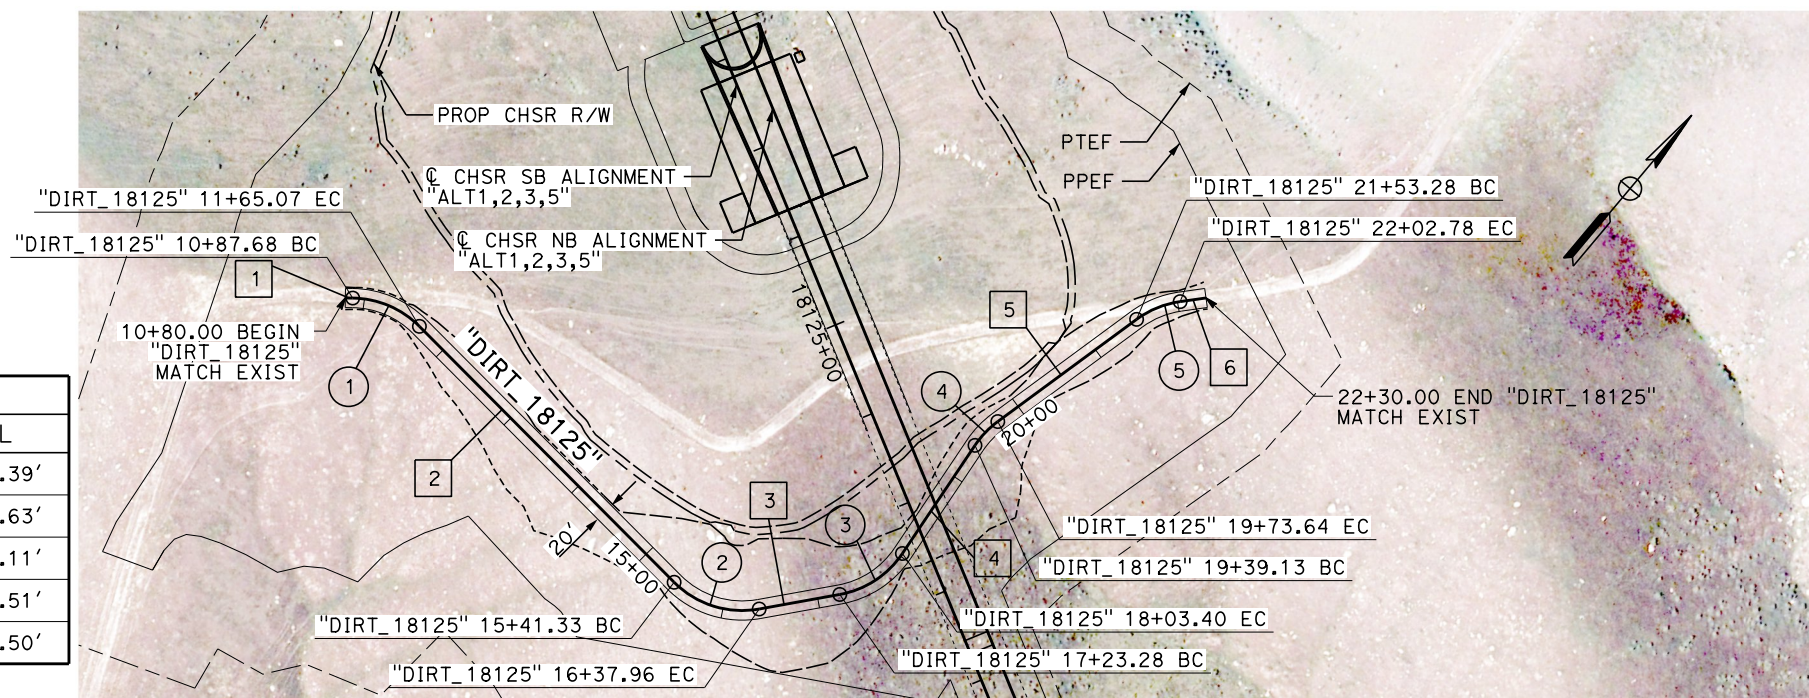 PROP CHSR R/W
℄ CHSR SB ALIGNMENT
"ALT1,2,3,5"
℄ CHSR NB ALIGNMENT
"ALT1,2,3,5"
PTEF
PPEF
"DIRT_18125" 11+65.07 EC
"DIRT_18125" 10+87.68 BC
"DIRT_18125" 21+53.28 BC
"DIRT_18125" 22+02.78 EC
1
10+80.00 BEGIN
"DIRT_18125"
MATCH EXIST
1
"DIRT_18125"
18125+00
5
5
6
4
20+00
22+30.00 END "DIRT_18125"
MATCH EXIST
L
.39'
.63'
.11'
.51'
.50'
2
3
3
20'
15+00
2
4
"DIRT_18125" 19+73.64 EC
"DIRT_18125" 19+39.13 BC
"DIRT_18125" 18+03.40 EC
"DIRT_18125" 17+23.28 BC
"DIRT_18125" 15+41.33 BC
"DIRT_18125" 16+37.96 EC